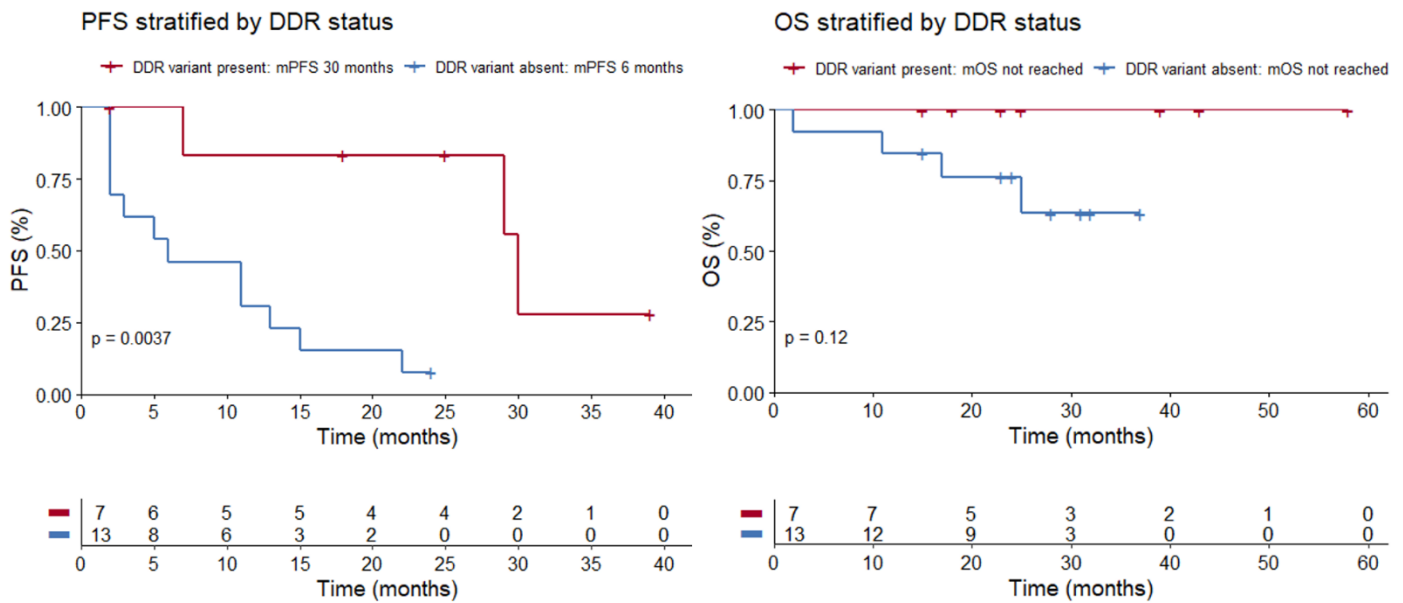 PFS stratified by DDR status
DDR variant present: mPFS 30 months DDR variant absent: mPFS 6 months
1.00
0.75
0.50
0.25
0.00
PFS (%)
p = 0.0037
0 5 10 15 20 25 30 35 40
Time (months)
7 6 5 5 4 4 2 1 0
13 8 6 3 2 0 0 0 0
0 5 10 15 20 25 30 35 40
Time (months)
OS stratified by DDR status
DDR variant present: mOS not reached DDR variant absent: mOS not reached
1.00
0.75
0.50
0.25
0.00
OS (%)
p = 0.12
0 10 20 30 40 50 60
Time (months)
7 7 5 3 2 1 0
13 12 9 3 0 0 0
0 10 20 30 40 50 60
Time (months)